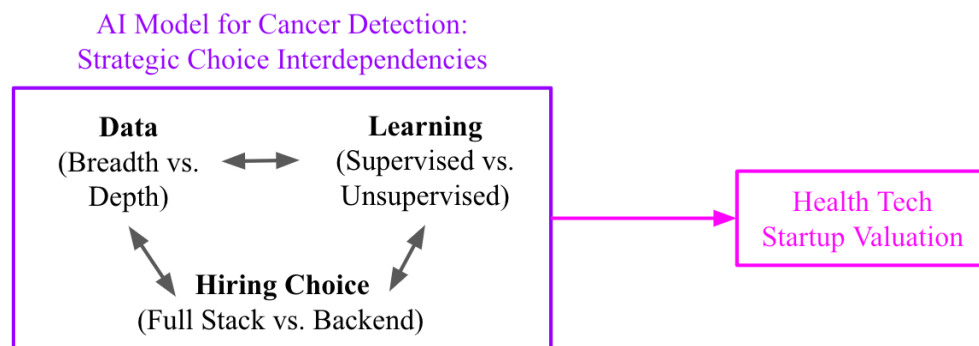 AI Model for Cancer Detection:
Strategic Choice Interdependencies
Data
(Breadth vs.
Depth)
Learning
(Supervised vs.
Unsupervised)
Hiring Choice
(Full Stack vs. Backend)
Health Tech
Startup Valuation